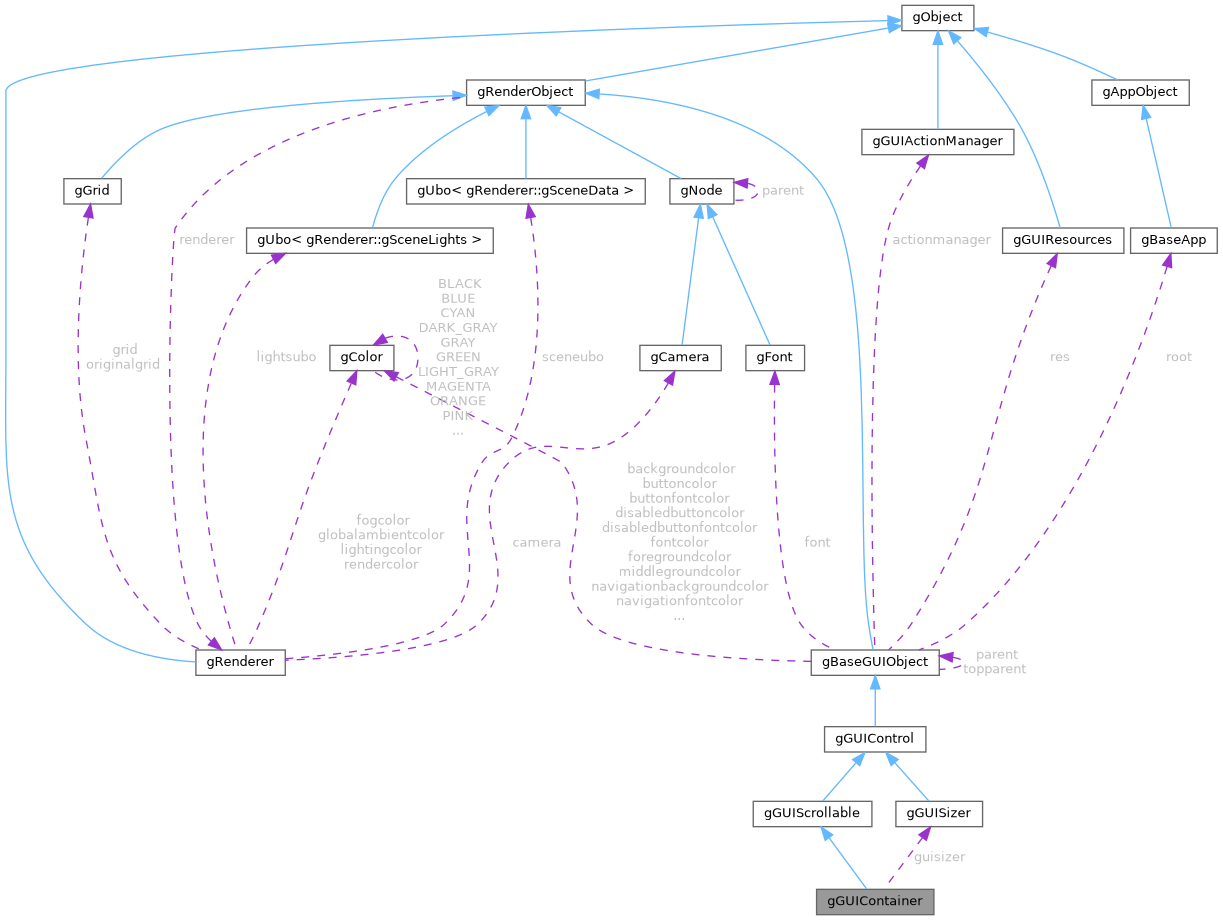 gObject
gRenderObject
gAppObject
gGUIActionManager
gGrid
gUbo< gRenderer::gSceneData >
gNode
parent
renderer
gUbo< gRenderer::gSceneLights >
actionmanager
gGUIResources
gBaseApp
BLACK
BLUE
CYAN
DARK_GRAY
GRAY
GREEN
LIGHT_GRAY
MAGENTA
ORANGE
PINK
...
grid
originalgrid
lightsubo
gColor
sceneubo
gCamera
gFont
res
root
backgroundcolor
buttoncolor
buttonfontcolor
disabledbuttoncolor
disabledbuttonfontcolor
fontcolor
foregroundcolor
middlegroundcolor
navigationbackgroundcolor
navigationfontcolor
...
fogcolor
globalambientcolor
lightingcolor
rendercolor
camera
font
gRenderer
gBaseGUIObject
parent
topparent
gGUIControl
gGUIScrollable
gGUISizer
guisizer
gGUIContainer